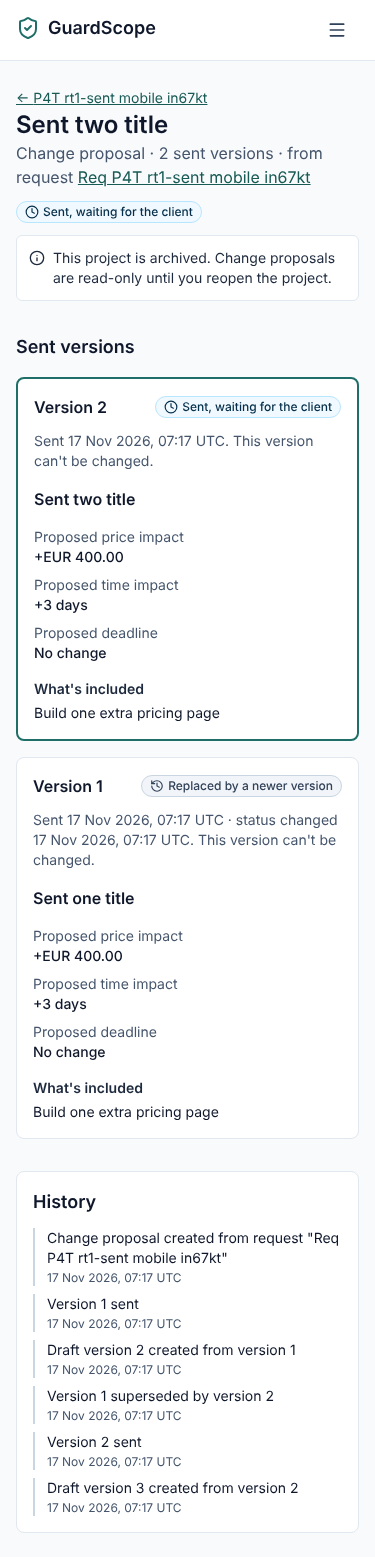 GuardScope
← P4T rt1-sent mobile in67kt
Sent two title
Change proposal · 2 sent versions · from
request Req P4T rt1-sent mobile in67kt
Sent, waiting for the client
This project is archived. Change proposals
are read-only until you reopen the project.
Sent versions
Version 2
Sent, waiting for the client
Sent 17 Nov 2026, 07:17 UTC. This version
can't be changed.
Sent two title
Proposed price impact
+EUR 400.00
Proposed time impact
+3 days
Proposed deadline
No change
What's included
Build one extra pricing page
Version 1
Replaced by a newer version
Sent 17 Nov 2026, 07:17 UTC · status changed
17 Nov 2026, 07:17 UTC. This version can't be
changed.
Sent one title
Proposed price impact
+EUR 400.00
Proposed time impact
+3 days
Proposed deadline
No change
What's included
Build one extra pricing page
History
Change proposal created from request "Req
P4T rt1-sent mobile in67kt"
17 Nov 2026, 07:17 UTC
Version 1 sent
17 Nov 2026, 07:17 UTC
Draft version 2 created from version 1
17 Nov 2026, 07:17 UTC
Version 1 superseded by version 2
17 Nov 2026, 07:17 UTC
Version 2 sent
17 Nov 2026, 07:17 UTC
Draft version 3 created from version 2
17 Nov 2026, 07:17 UTC